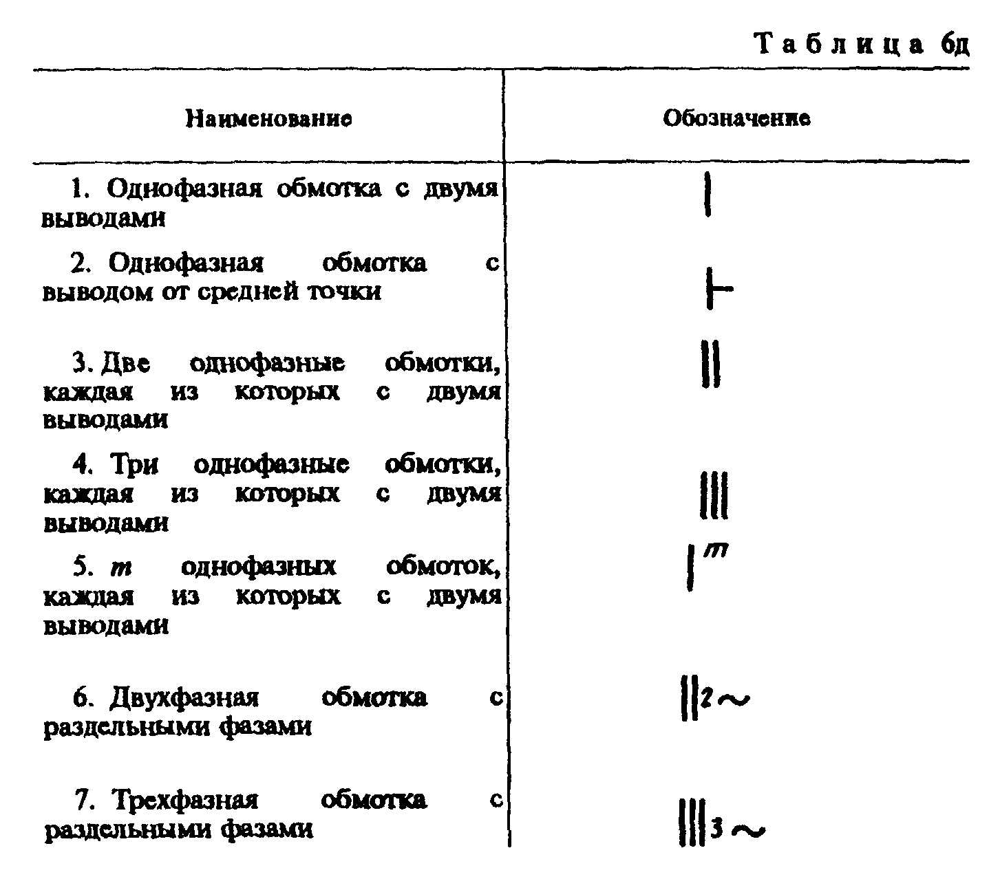 Таблица 6д
Наименование
Обозначение
1. Однофазная обмотка с двумя
выводами
2. Однофазная обмотка с
выводом от средней точки
3. Две однофазные обмотки,
каждая из которых с двумя
выводами
4. Три однофазные обмотки,
каждая из которых с двумя
выводами
5. m однофазных обмоток,
каждая из которых с двумя
выводами
m
6. Двухфазная обмотка с
раздельными фазами
2 ~
7. Трехфазная обмотка с
раздельными фазами
3 ~